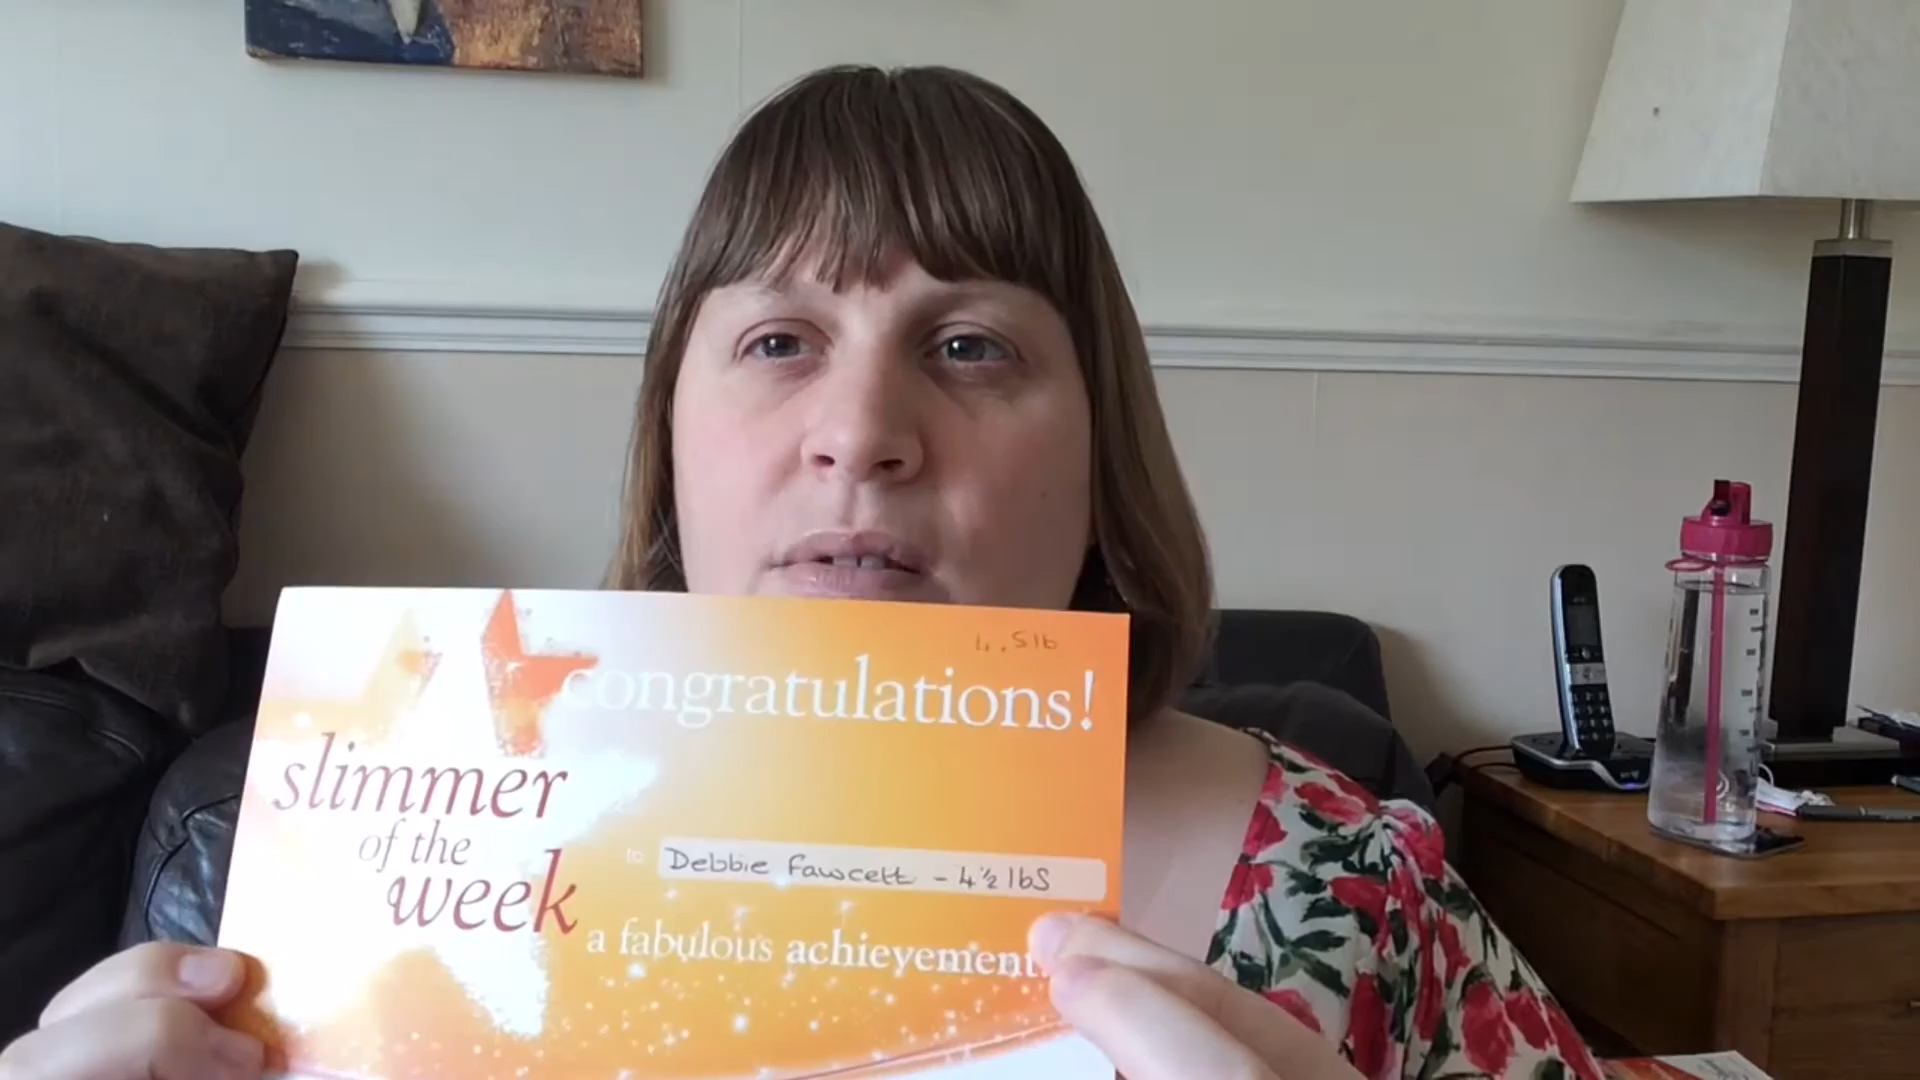 4.5lb
congratulations!
slimmer
of the
week
to Debbie Fawcett - 4½ lbs
a fabulous achievement